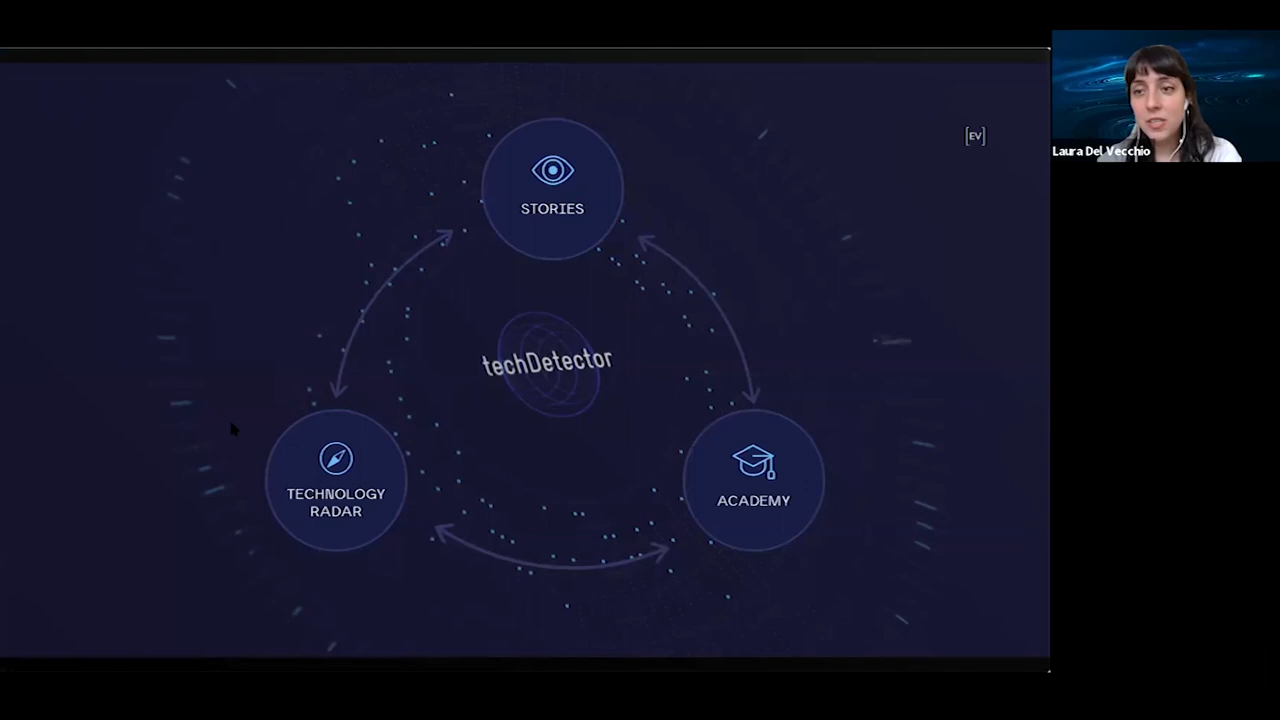 [EV]
STORIES
techDetector
TECHNOLOGY
RADAR
ACADEMY
Laura Del Vecchio